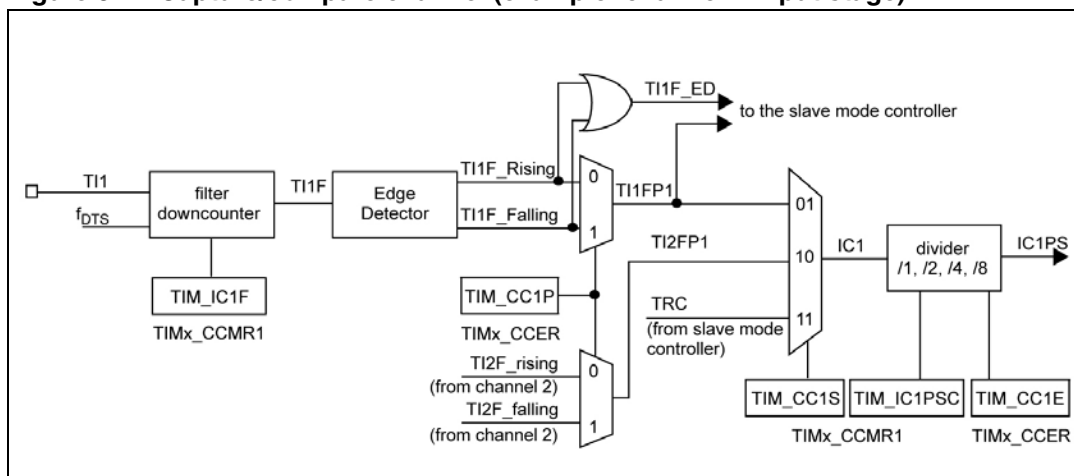 TI1F_ED
to the slave mode controller
TI1
f_DTS
filter
downcounter
TI1F
Edge
Detector
TI1F_Rising
TI1F_Falling
0
1
TI1FP1
01
TI2FP1
10
IC1
divider
/1, /2, /4, /8
IC1PS
TRC
11
(from slave mode
controller)
TIM_IC1F
TIMx_CCMR1
TIM_CC1P
TIMx_CCER
TI2F_rising
(from channel 2)
0
TI2F_falling
(from channel 2)
1
TIM_CC1S
TIM_IC1PSC
TIM_CC1E
TIMx_CCMR1
TIMx_CCER